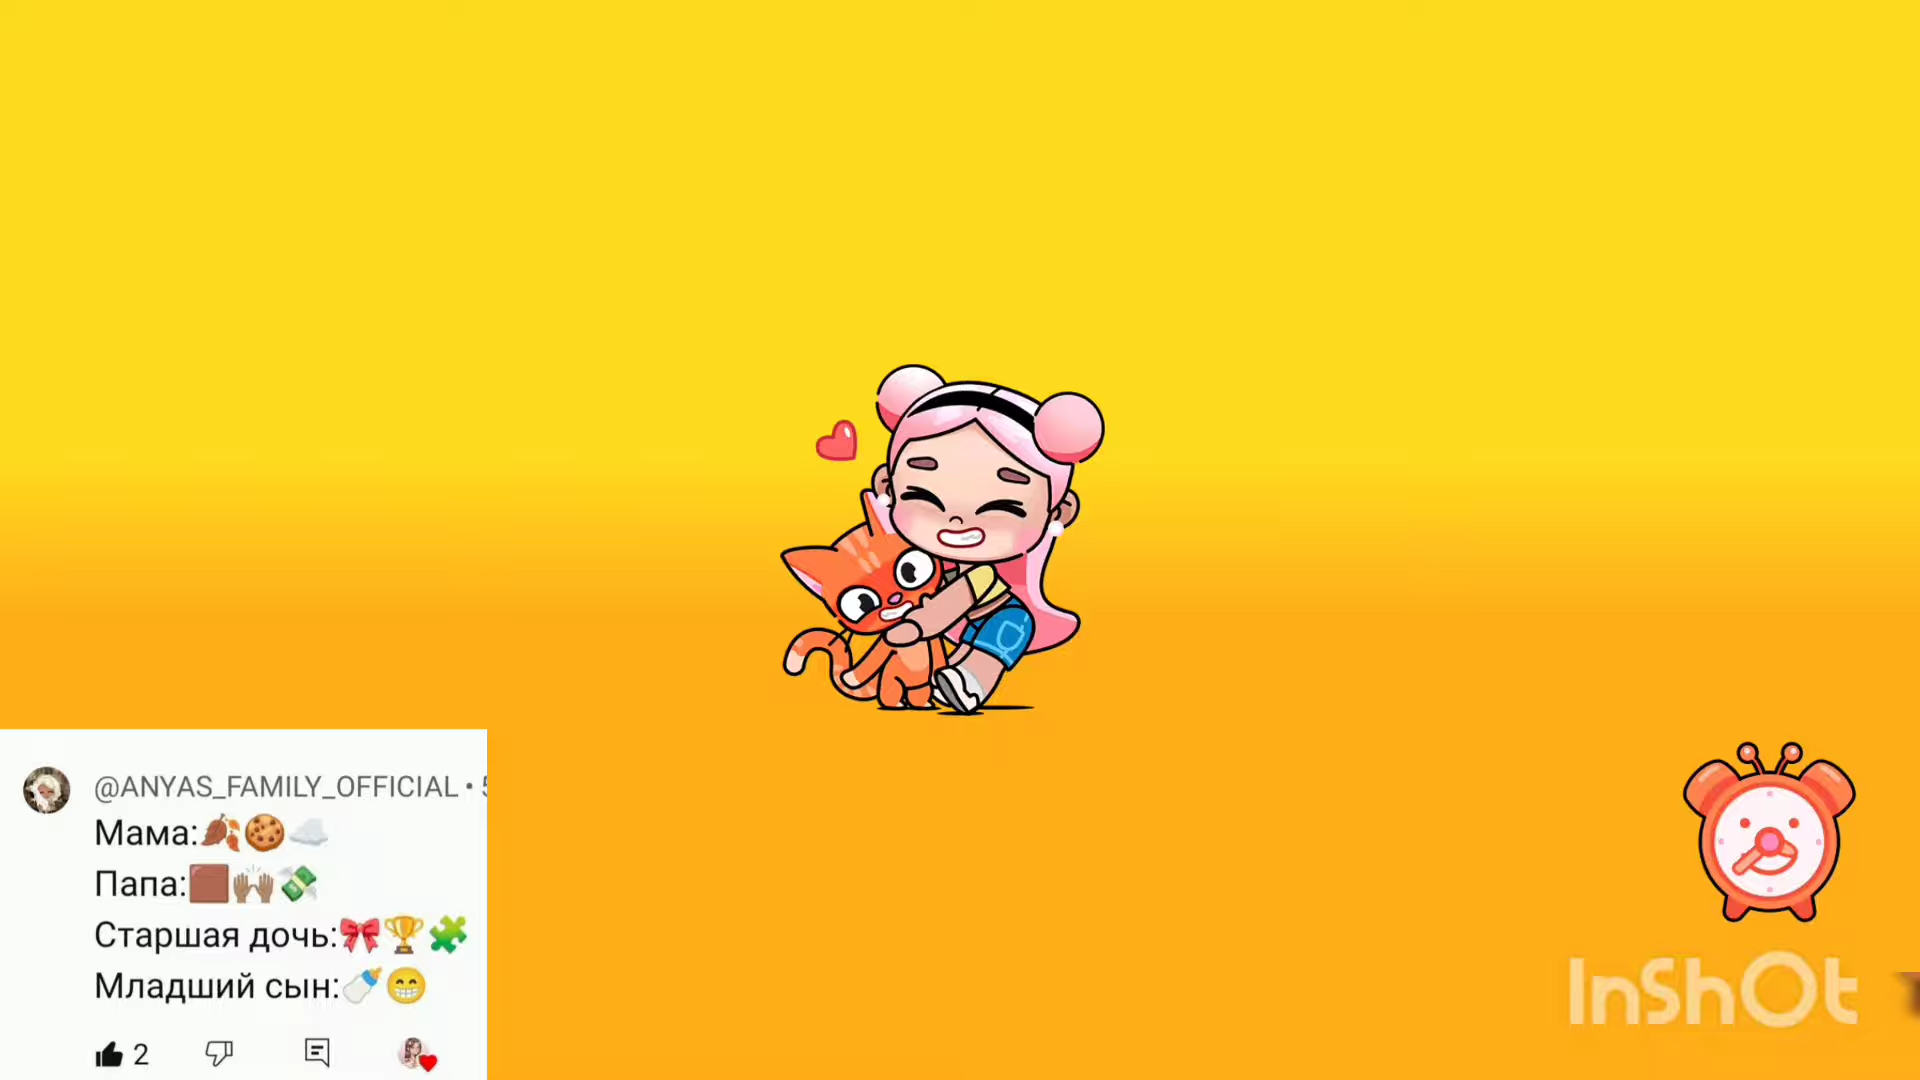 @ANYAS_FAMILY_OFFICIAL •
Мама:🍂🍪☁️
Папа:🟫🙌🏽💸
Старшая дочь:🎀🏆🧩
Младший сын:🍼😁
2
InShOt